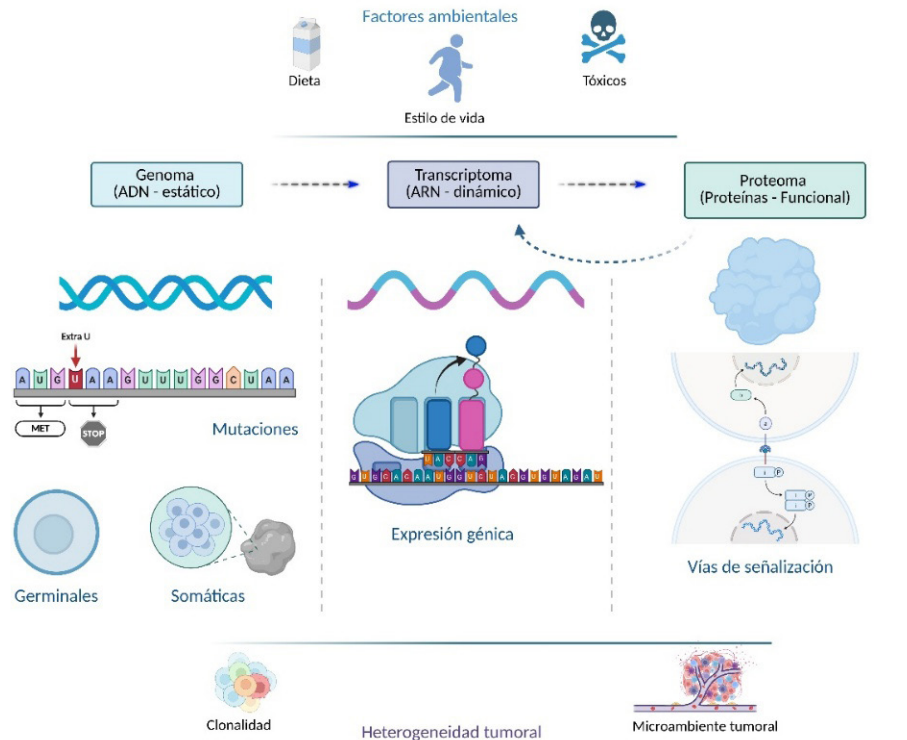 Factores ambientales
Dieta
Estilo de vida
Tóxicos
Genoma
(ADN - estático)
Transcriptoma
(ARN - dinámico)
Proteoma
(Proteínas - Funcional)
Extra U
A U G U A A G U U U G G C U A A
MET
STOP
Mutaciones
Germinales
Somáticas
U A C C A
G U G C A C A A U G G U C U A C G U U U A G A U
Expresión génica
P
P
P
Vías de señalización
Clonalidad
Heterogeneidad tumoral
Microambiente tumoral